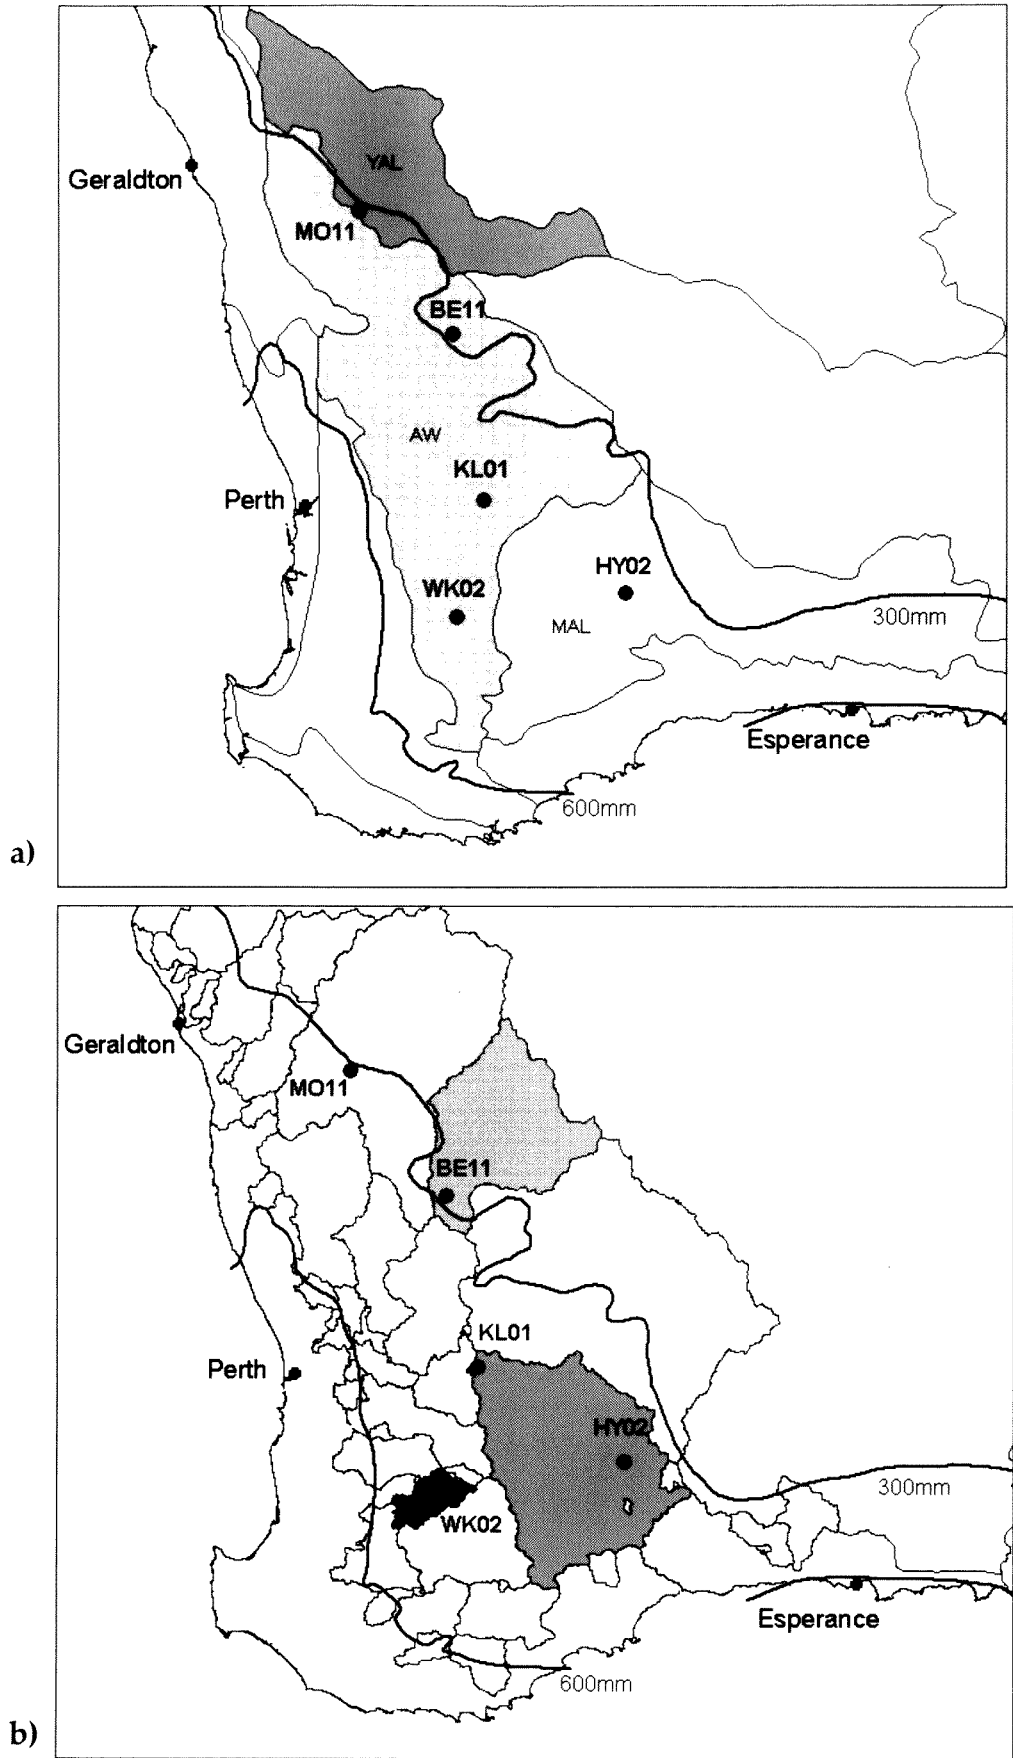 YAL
Geraldton
MO11
BE11
AW
KL01
Perth
HY02
WK02
MAL
300mm
Esperance
600mm
a)
Geraldton
MO11
BE11
KL01
Perth
HY02
300mm
WK02
Esperance
600mm
b)